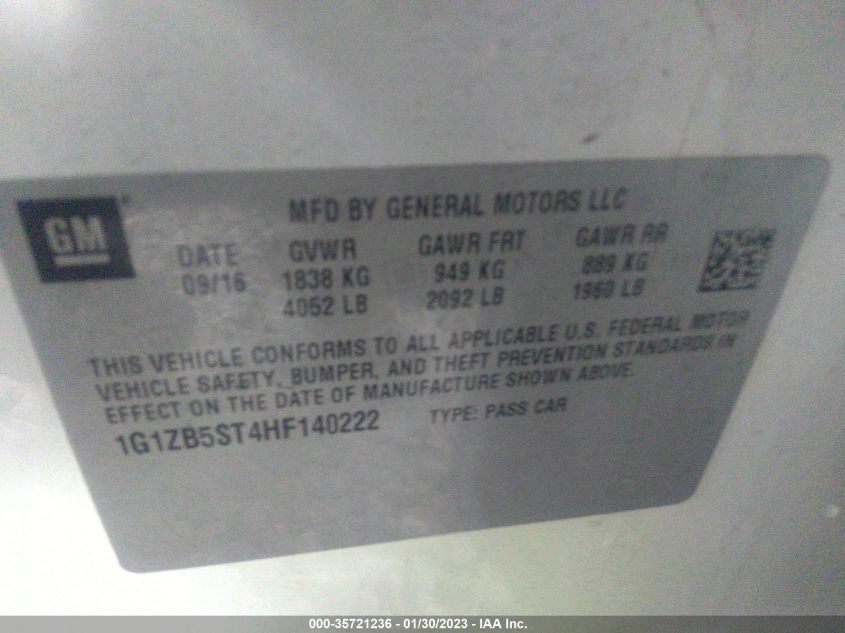 GM
MFD BY GENERAL MOTORS LLC
DATE GVWR GAWR FRT GAWR RR
09/16 1838 KG 949 KG 889 KG
4052 LB 2092 LB 1960 LB
THIS VEHICLE CONFORMS TO ALL APPLICABLE U.S. FEDERAL MOTOR
VEHICLE SAFETY, BUMPER, AND THEFT PREVENTION STANDARDS IN
EFFECT ON THE DATE OF MANUFACTURE SHOWN ABOVE.
1G1ZB5ST4HF140222 TYPE: PASS CAR
000-35721236 - 01/30/2023 - IAA Inc.